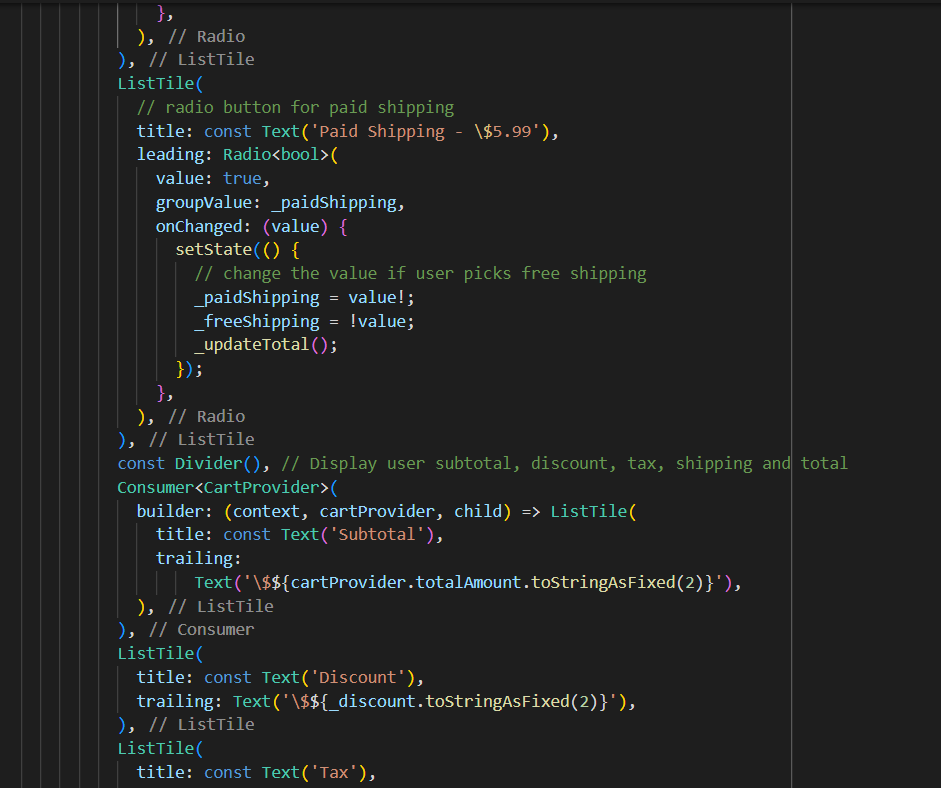 },
), // Radio
), // ListTile
ListTile(
// radio button for paid shipping
title: const Text('Paid Shipping - \$5.99'),
leading: Radio<bool>(
value: true,
groupValue: _paidShipping,
onChanged: (value) {
setState(() {
// change the value if user picks free shipping
_paidShipping = value!;
_freeShipping = !value;
_updateTotal();
});
},
), // Radio
), // ListTile
const Divider(), // Display user subtotal, discount, tax, shipping and total
Consumer<CartProvider>(
builder: (context, cartProvider, child) => ListTile(
title: const Text('Subtotal'),
trailing:
Text('\$${cartProvider.totalAmount.toStringAsFixed(2)}'),
), // ListTile
), // Consumer
ListTile(
title: const Text('Discount'),
trailing: Text('\$${_discount.toStringAsFixed(2)}'),
), // ListTile
ListTile(
title: const Text('Tax'),